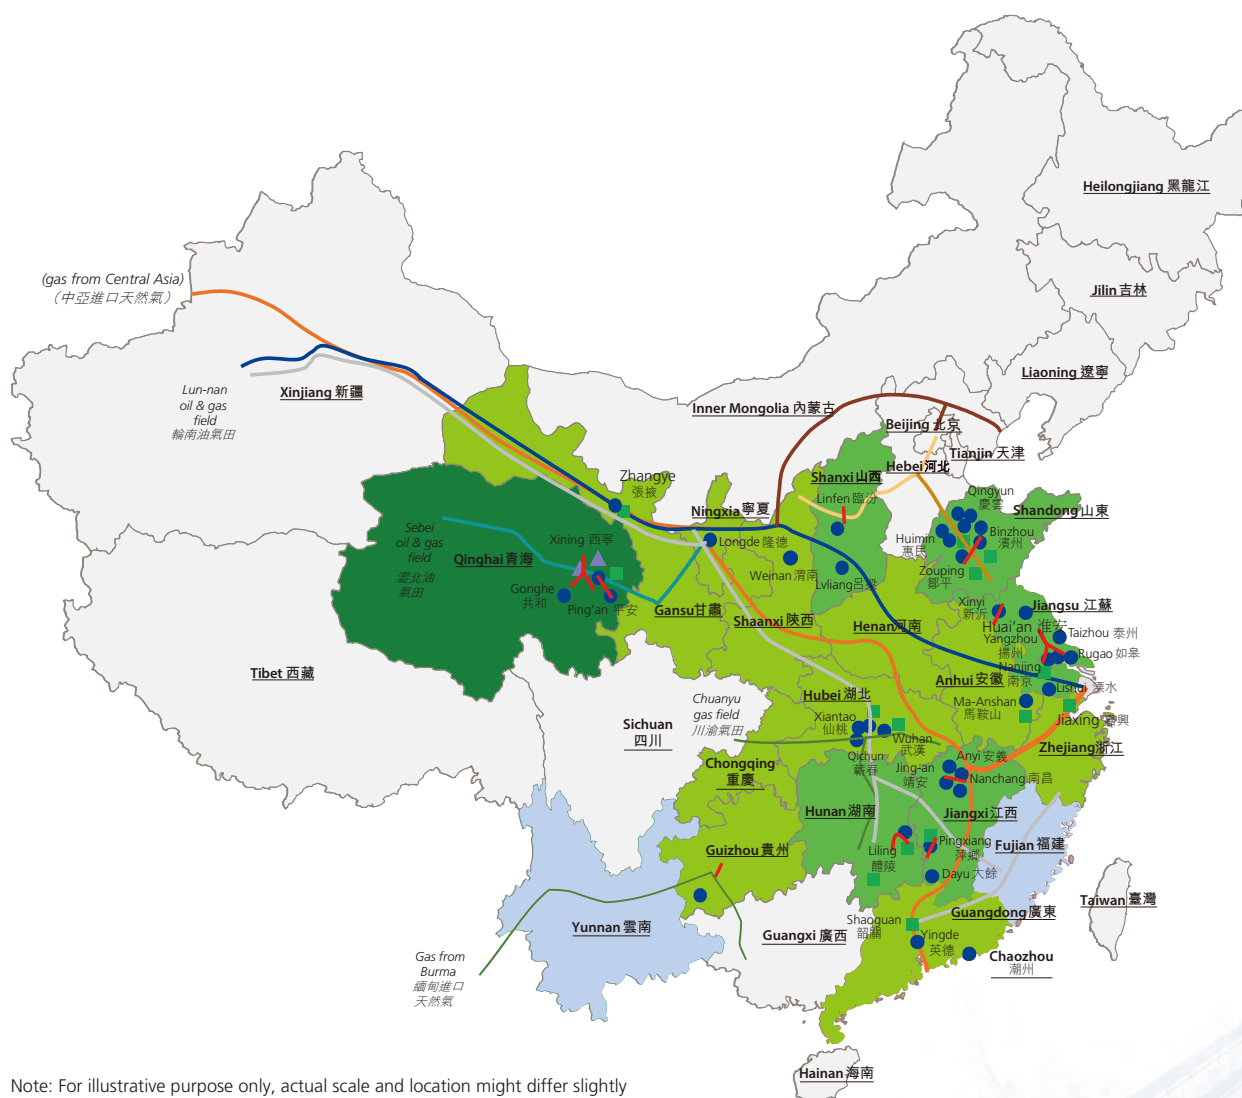 Heilongjiang 黑龍江
(gas from Central Asia)
（中亞進口天然氣）
Jilin 吉林
Liaoning 遼寧
Lun-nan
oil & gas
field
輪南油氣田
Xinjiang 新疆
Inner Mongolia 內蒙古
Beijing 北京
Tianjin 天津
Hebei 河北
Zhangye
張掖
Shanxi 山西
Linfen 臨汾
Qingyun
慶雲
Shandong 山東
Ningxia 寧夏
Sebei
oil & gas
field
澀北油
氣田
Qinghai 青海
Xining 西寧
Longde 隆德
Huimin
惠民
Binzhou
濱州
Weinan 渭南
Lvliang 呂梁
Zouping
鄒平
Gonghe
共和
Ping'an 平安
Gansu 甘肅
Shaanxi 陝西
Henan 河南
Xinyi
新沂
Jiangsu 江蘇
Huai'an 淮安
Taizhou 泰州
Yangzhou
揚州
Rugao 如皋
Nanjing
南京
Tibet 西藏
Anhui 安徽
Lishui 溧水
Chuanyu
gas field
川渝氣田
Hubei 湖北
Ma-Anshan
馬鞍山
Jiaxing 嘉興
Sichuan
四川
Xiantao
仙桃
Wuhan
武漢
Zhejiang 浙江
Qichun
蘄春
Anyi 安義
Chongqing
重慶
Jing-an
靖安
Nanchang 南昌
Hunan 湖南
Jiangxi 江西
Guizhou 貴州
Liling
醴陵
Pingxiang
萍鄉
Fujian 福建
Dayu 大餘
Taiwan 臺灣
Yunnan 雲南
Guangxi 廣西
Shaoguan
韶關
Guangdong 廣東
Gas from
Burma
緬甸進口
天然氣
Yingde
英德
Chaozhou
潮州
Hainan 海南
Note: For illustrative purpose only, actual scale and location might differ slightly